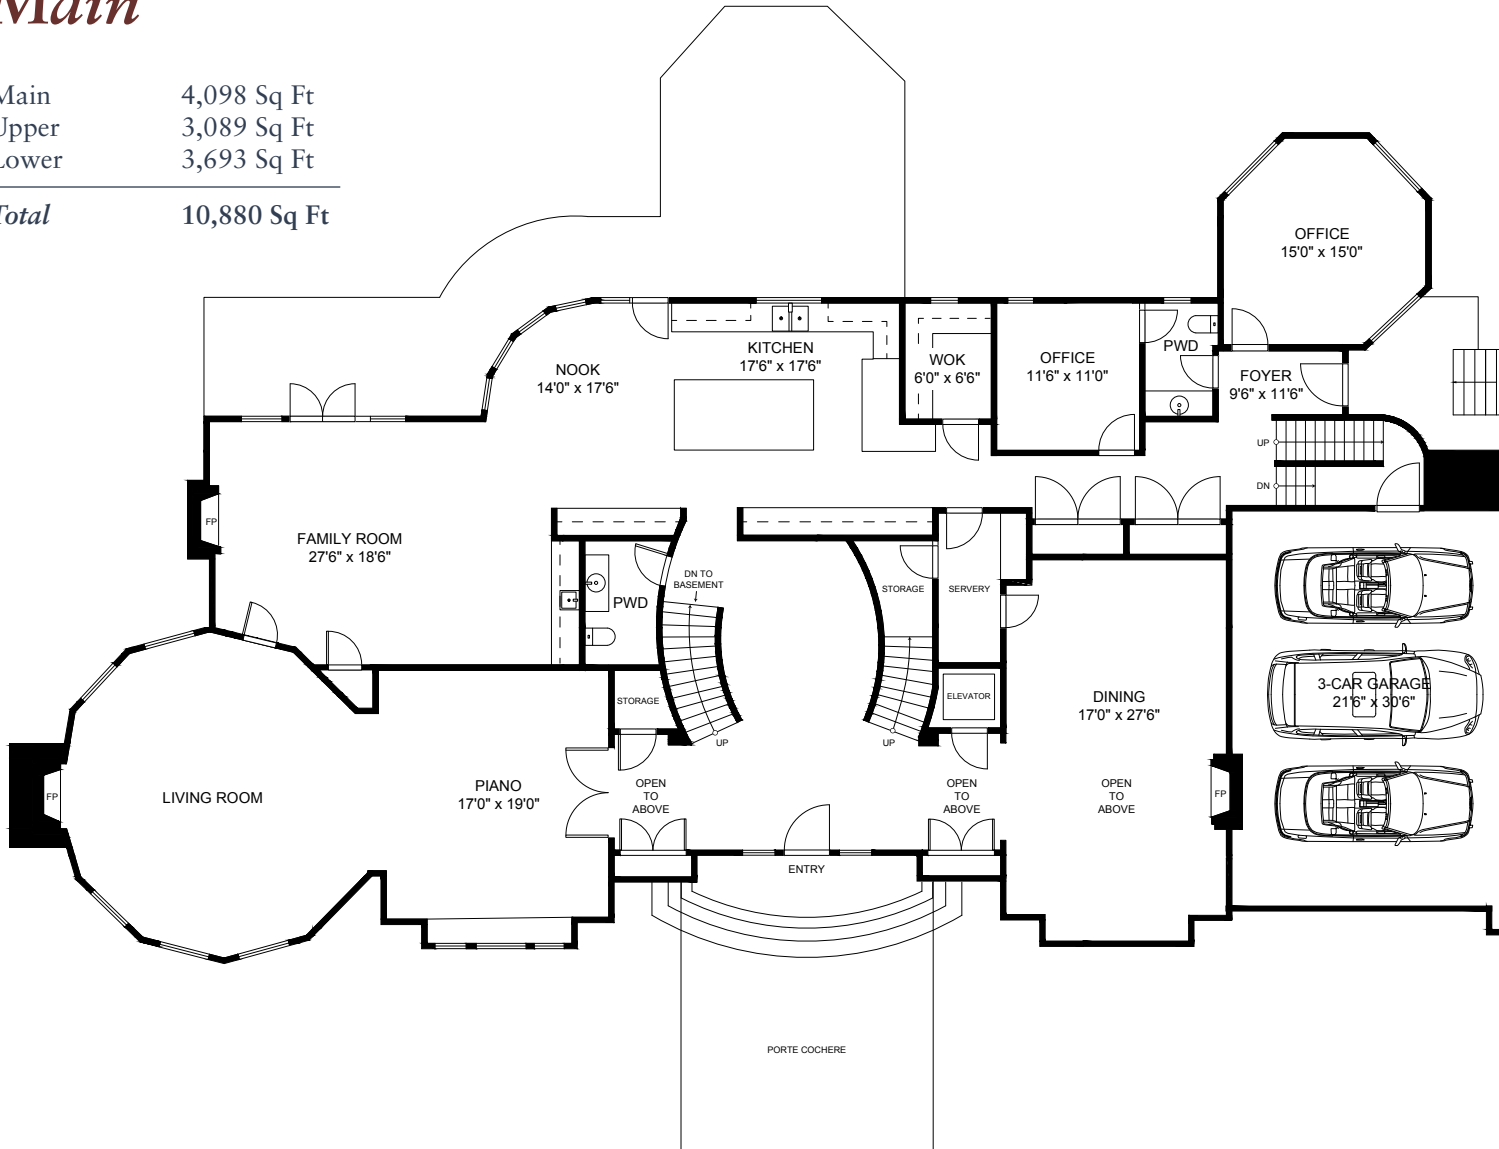 Main
Main 4,098 Sq Ft
Upper 3,089 Sq Ft
Lower 3,693 Sq Ft
Total 10,880 Sq Ft
OFFICE
15'0" x 15'0"
NOOK
14'0" x 17'6"
KITCHEN
17'6" x 17'6"
WOK
6'0" x 6'6"
OFFICE
11'6" x 11'0"
PWD
FOYER
9'6" x 11'6"
UP
DN
FP
FAMILY ROOM
27'6" x 18'6"
PWD
DN TO
BASEMENT
STORAGE
SERVERY
3-CAR GARAGE
21'6" x 30'6"
STORAGE
UP
UP
ELEVATOR
DINING
17'0" x 27'6"
FP
LIVING ROOM
PIANO
17'0" x 19'0"
OPEN
TO
ABOVE
OPEN
TO
ABOVE
OPEN
TO
ABOVE
FP
ENTRY
PORTE COCHERE